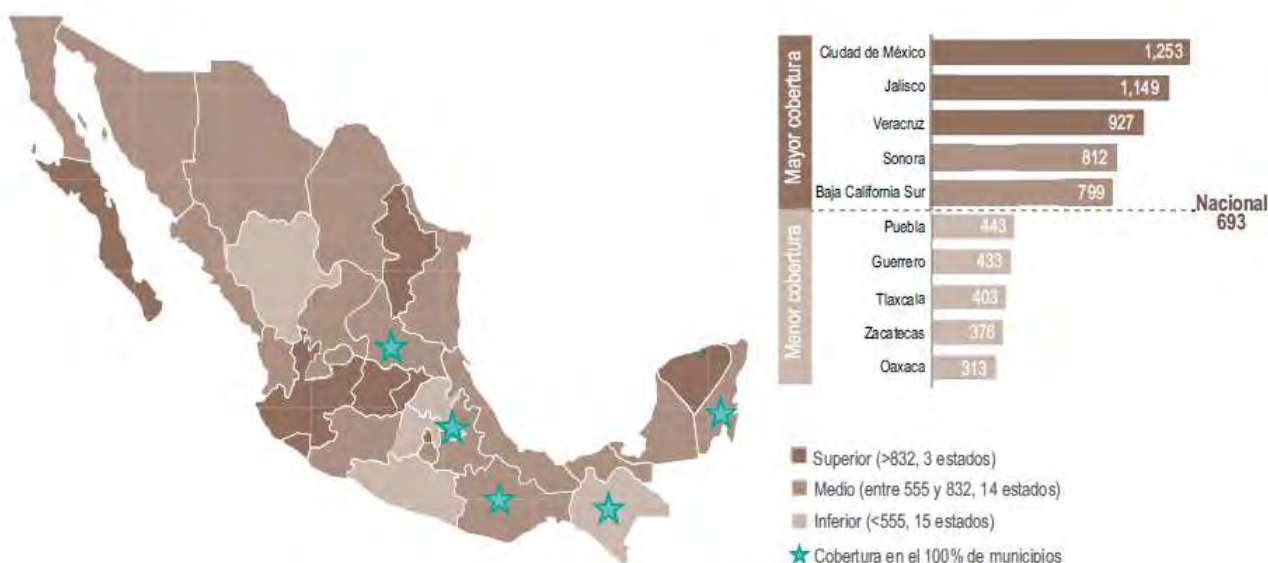 Mayor cobertura
Ciudad de México 1,253
Jalisco 1,149
Veracruz 927
Sonora 812
Baja California Sur 799
Nacional
693
Menor cobertura
Puebla 443
Guerrero 433
Tlaxcala 403
Zacatecas 376
Oaxaca 313
Superior (>832, 3 estados)
Medio (entre 555 y 832, 14 estados)
Inferior (<555, 15 estados)
Cobertura en el 100% de municipios